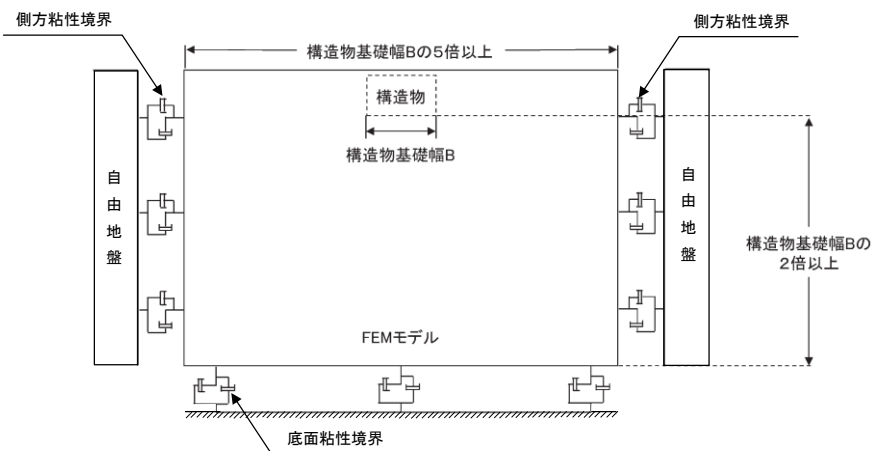 側方粘性境界
側方粘性境界
構造物基礎幅Bの5倍以上
構造物
構造物基礎幅B
自由地盤
自由地盤
構造物基礎幅Bの
2倍以上
FEMモデル
底面粘性境界